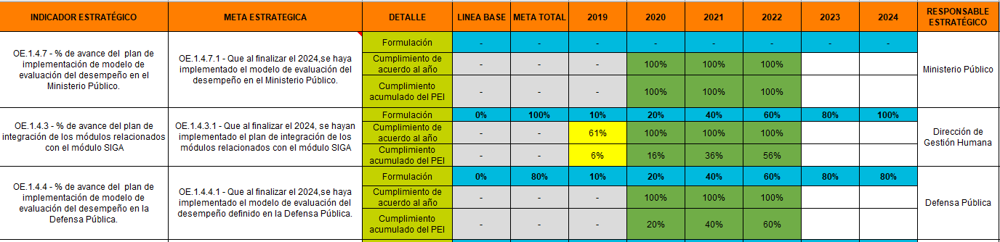 INDICADOR ESTRATÉGICO META ESTRATEGICA DETALLE LINEA BASE META TOTAL 2019 2020 2021 2022 2023 2024 RESPONSABLE
ESTRATÉGICO
OE.1.4.7 - % de avance del plan de
implementación de modelo de
evaluación del desempeño en el
Ministerio Público.
OE.1.4.7.1 - Que al finalizar el 2024,se haya
implementado el modelo de evaluación del
desempeño en el Ministerio Público.
Formulación - - - - - - - -
Cumplimiento de
acuerdo al año - - - 100% 100% 100%
Cumplimiento
acumulado del PEI - - - 100% 100% 100%
Ministerio Público
OE.1.4.3 - % de avance del plan de
integración de los módulos relacionados
con el módulo SIGA
OE.1.4.3.1 - Que al finalizar el 2024, se hayan
implementado el plan de integración de los
módulos relacionados con el módulo SIGA
Formulación 0% 100% 10% 20% 40% 60% 80% 100%
Cumplimiento de
acuerdo al año - - 61% 100% 100% 100%
Cumplimiento
acumulado del PEI - - 6% 16% 36% 56%
Dirección de
Gestión Humana
OE.1.4.4 - % de avance del plan de
implementación de modelo de
evaluación del desempeño en la
Defensa Pública.
OE.1.4.4.1 - Que al finalizar el 2024,se haya
implementado el modelo de evaluación del
desempeño definido en la Defensa Pública.
Formulación 0% 80% 10% 20% 40% 60% 80% 80%
Cumplimiento de
acuerdo al año - - - 100% 100% 100%
Cumplimiento
acumulado del PEI - - - 20% 40% 60%
Defensa Pública